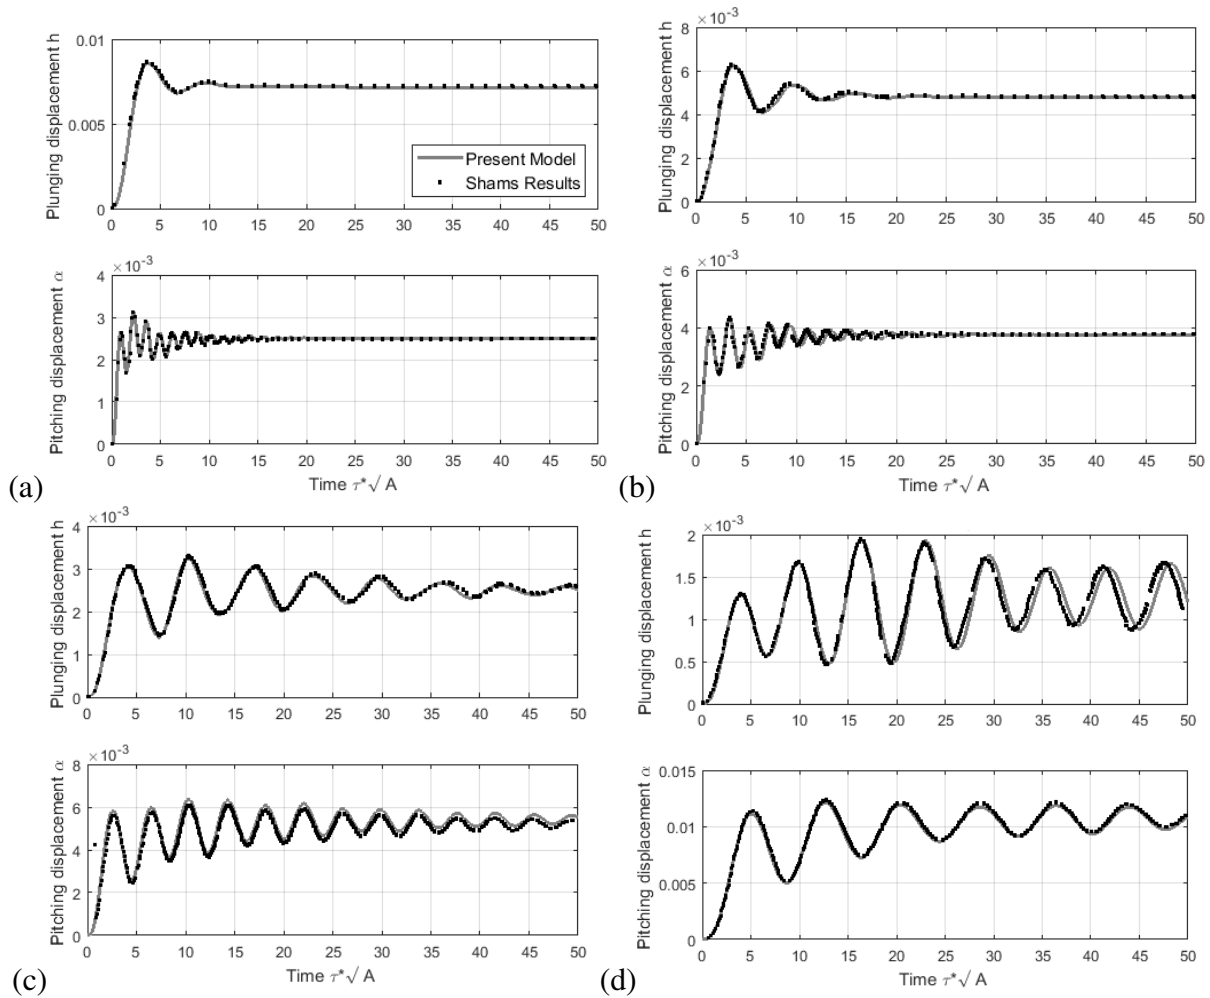 Plunging displacement h
0.01
0.005
0
0 5 10 15 20 25 30 35 40 45 50
Present Model
Shams Results
Pitching displacement α
×10⁻³
4
3
2
1
0
0 5 10 15 20 25 30 35 40 45 50
Time τ*√ A
(a)
Plunging displacement h
×10⁻³
8
6
4
2
0
0 5 10 15 20 25 30 35 40 45 50
Pitching displacement α
×10⁻³
6
4
2
0
0 5 10 15 20 25 30 35 40 45 50
Time τ*√ A
(b)
Plunging displacement h
×10⁻³
4
3
2
1
0
0 5 10 15 20 25 30 35 40 45 50
Pitching displacement α
×10⁻³
8
6
4
2
0
0 5 10 15 20 25 30 35 40 45 50
Time τ*√ A
(c)
Plunging displacement h
×10⁻³
2
1.5
1
0.5
0
0 5 10 15 20 25 30 35 40 45 50
Pitching displacement α
0.015
0.01
0.005
0
0 5 10 15 20 25 30 35 40 45 50
Time τ*√ A
(d)